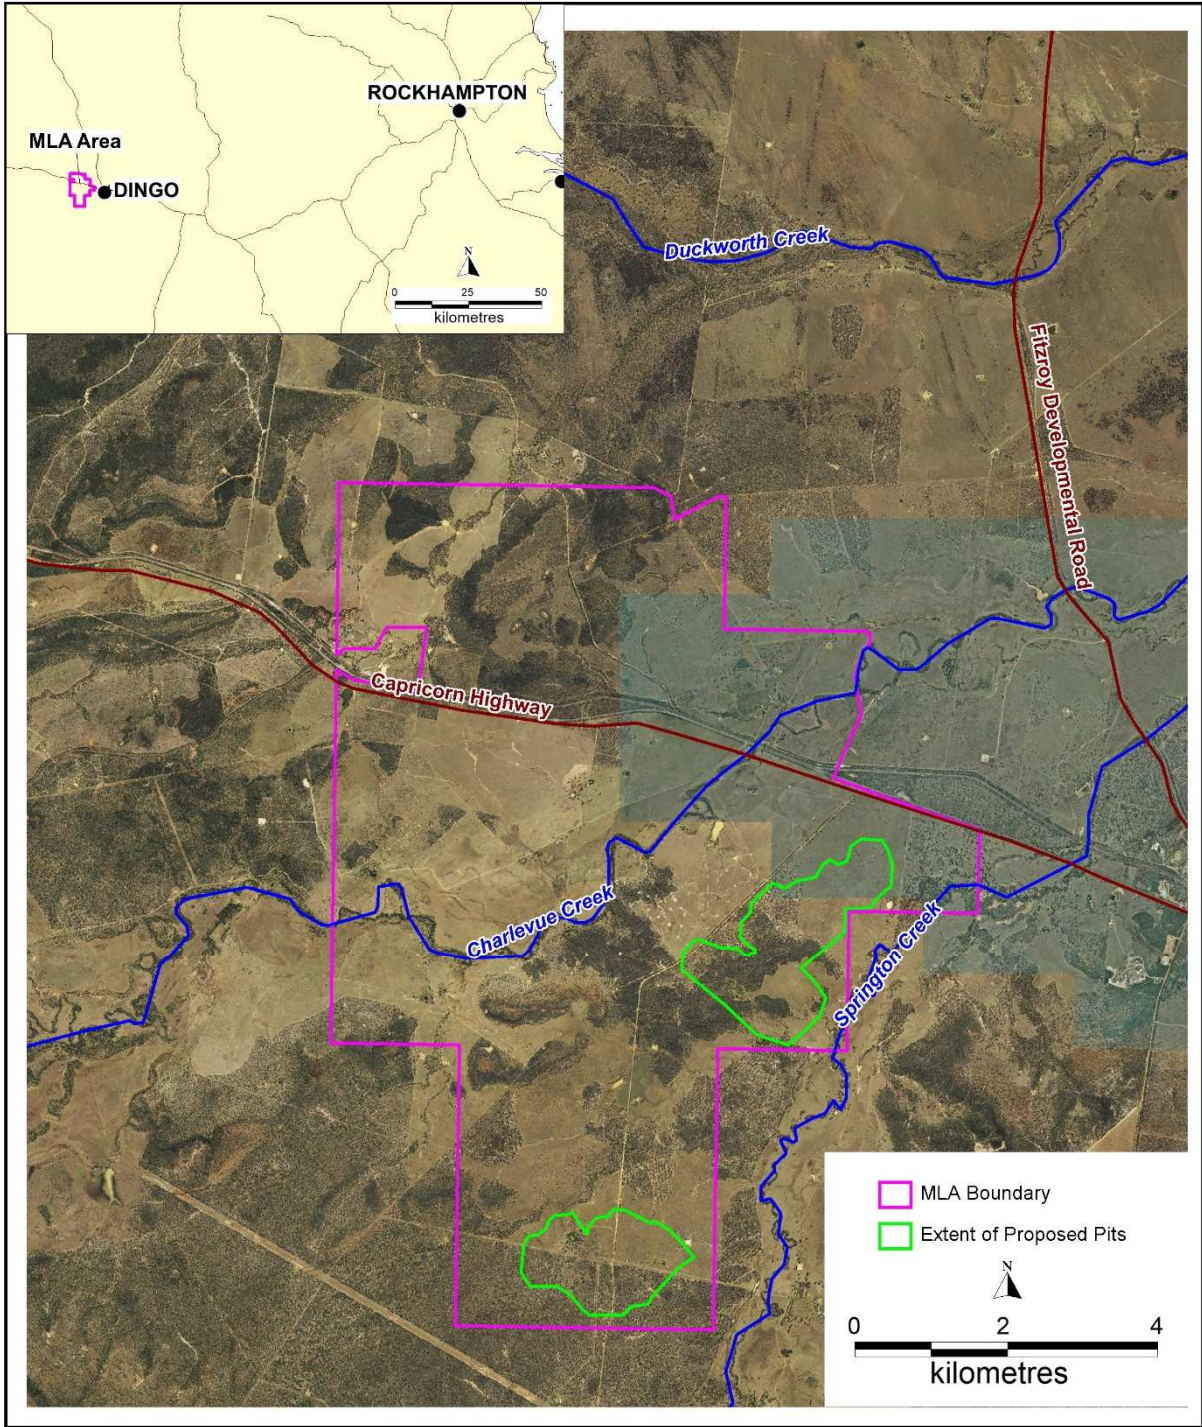 ROCKHAMPTON
MLA Area
DINGO
N
0 25 50
kilometres
Duckworth Creek
Fitzroy Developmental Road
Capricorn Highway
Charlevue Creek
Springton Creek
MLA Boundary
Extent of Proposed Pits
N
0 2 4
kilometres